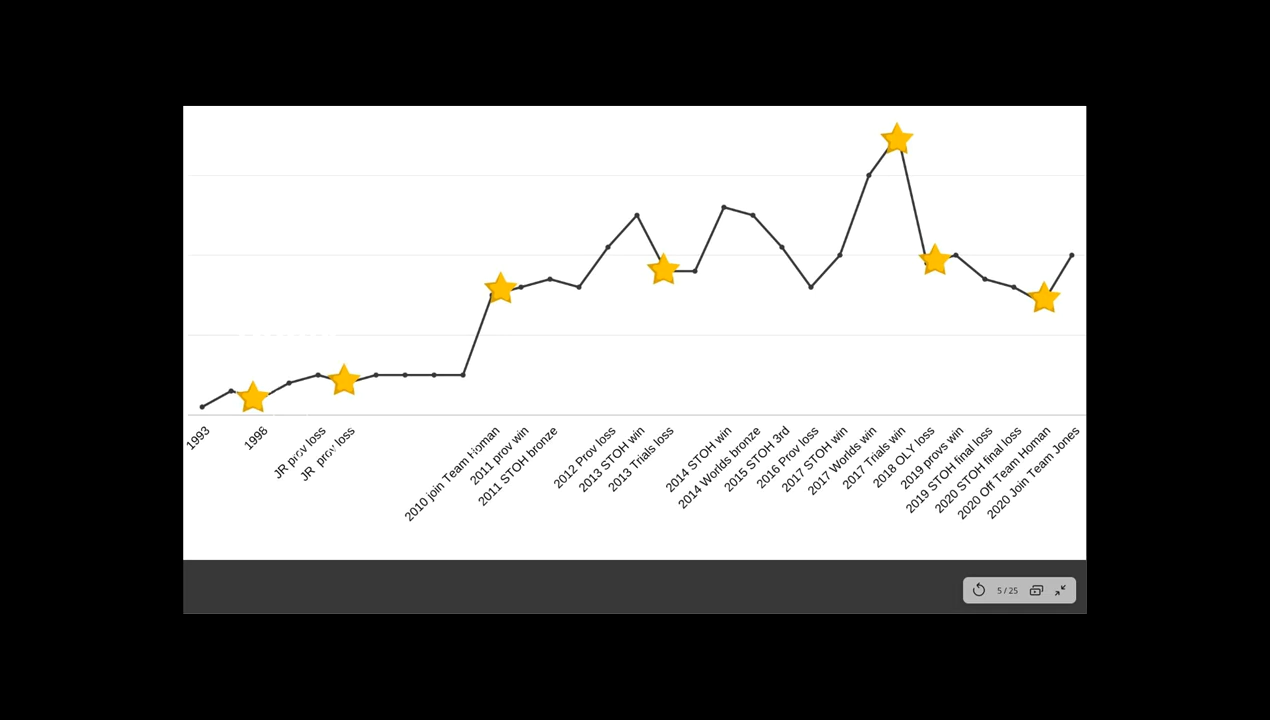 1993
1998
JR prov loss
JR prov loss
2010 join Team Homan
2011 prov win
2011 STOH bronze
2012 Prov loss
2013 STOH win
2013 Trials loss
2014 STOH win
2014 Worlds bronze
2015 STOH 3rd
2016 Prov loss
2017 STOH win
2017 Worlds win
2017 Trials win
2018 OLY loss
2019 provs win
2019 STOH final loss
2020 STOH final loss
2020 Off Team Homan
2020 Join Team Jones
5 / 25